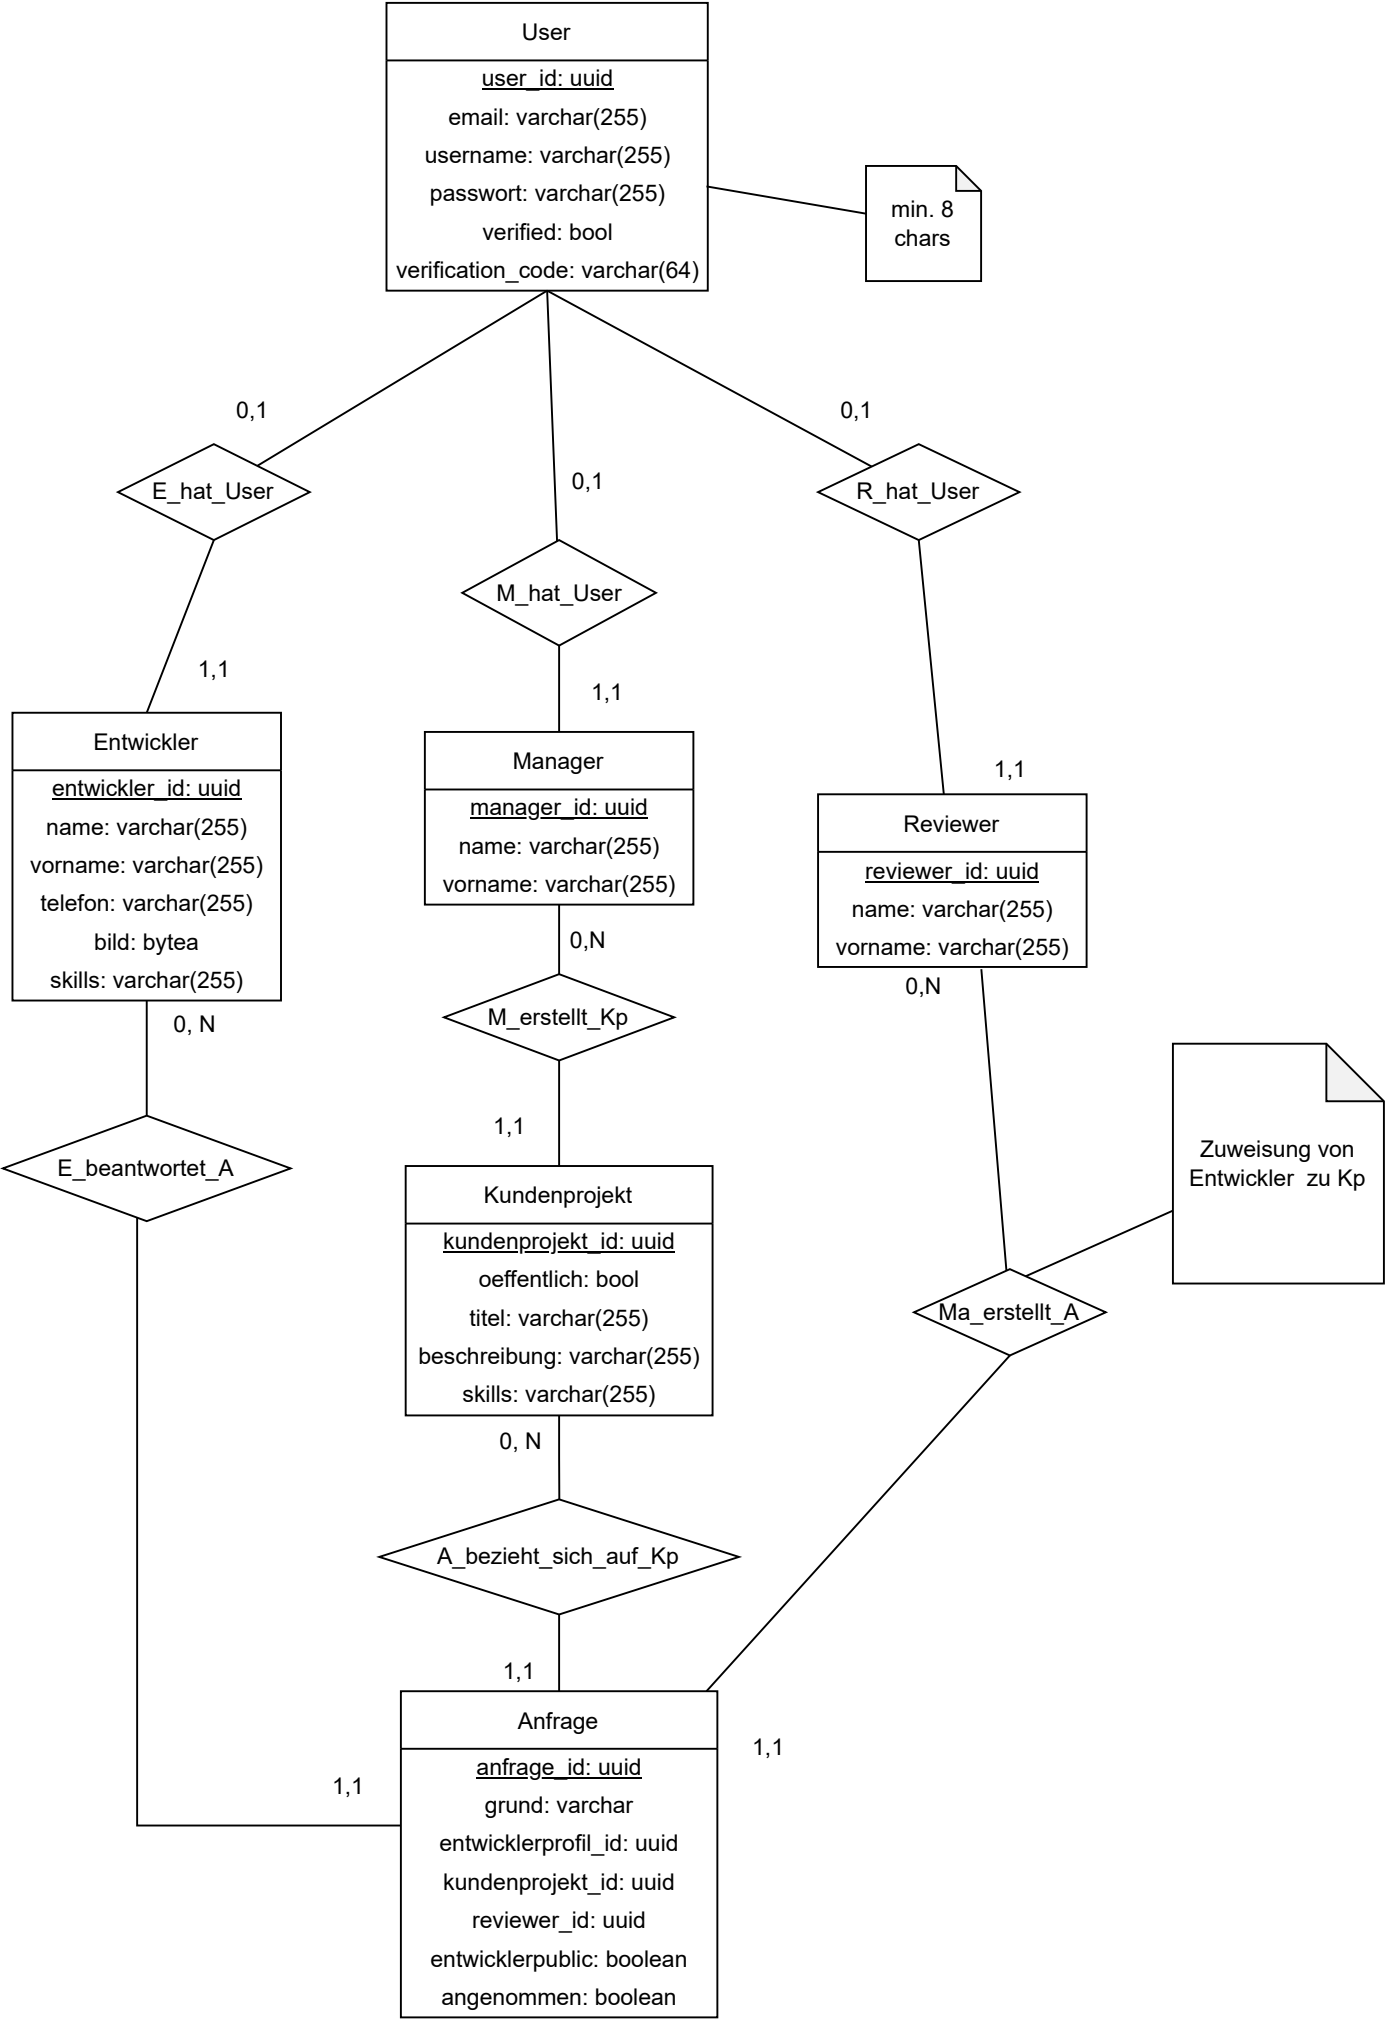 User
user_id: uuid
email: varchar(255)
username: varchar(255)
passwort: varchar(255)
verified: bool
verification_code: varchar(64)
min. 8
chars
0,1
0,1
0,1
E_hat_User
R_hat_User
M_hat_User
1,1
1,1
1,1
Entwickler
entwickler_id: uuid
name: varchar(255)
vorname: varchar(255)
telefon: varchar(255)
bild: bytea
skills: varchar(255)
Manager
manager_id: uuid
name: varchar(255)
vorname: varchar(255)
Reviewer
reviewer_id: uuid
name: varchar(255)
vorname: varchar(255)
0,N
0,N
0, N
M_erstellt_Kp
1,1
E_beantwortet_A
Zuweisung von
Entwickler  zu Kp
Kundenprojekt
kundenprojekt_id: uuid
oeffentlich: bool
titel: varchar(255)
beschreibung: varchar(255)
skills: varchar(255)
Ma_erstellt_A
0, N
A_bezieht_sich_auf_Kp
1,1
1,1
1,1
Anfrage
anfrage_id: uuid
grund: varchar
entwicklerprofil_id: uuid
kundenprojekt_id: uuid
reviewer_id: uuid
entwicklerpublic: boolean
angenommen: boolean